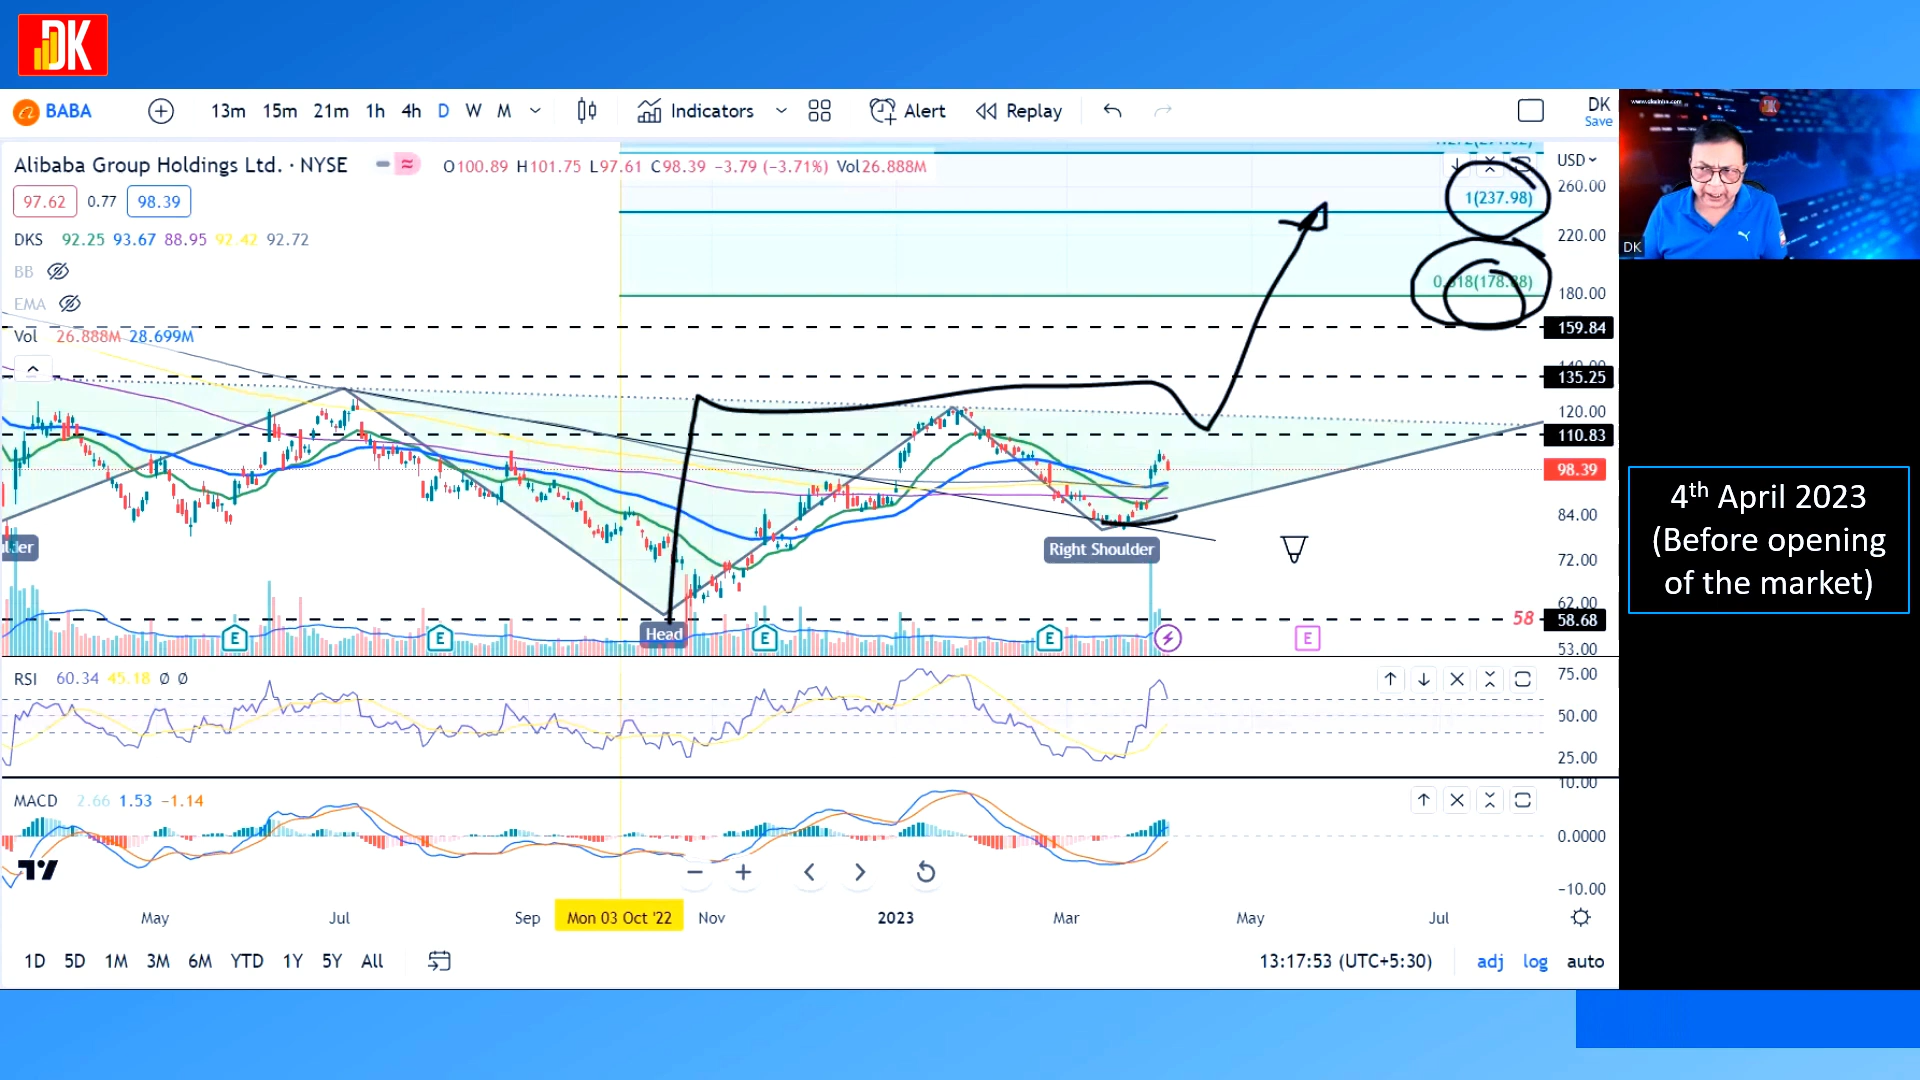 DK
BABA
13m 15m 21m 1h 4h D W M
Indicators
Alert
Replay
DK
Save
www.dksinha.com
DK
DK
Alibaba Group Holdings Ltd. · NYSE
O100.89 H101.75 L97.61 C98.39 −3.79 (−3.71%) Vol26.888M
97.62 0.77 98.39
DKS 92.25 93.67 88.95 92.42 92.72
BB
EMA
Vol 26.888M 28.699M
USD
1(237.98)
260.00
220.00
180.00
159.84
135.25
120.00
110.83
98.39
84.00
72.00
62.00
58 58.68
53.00
Right Shoulder
Head
E E E E E
RSI 60.34 45.18 Ø Ø
75.00
50.00
25.00
MACD 2.66 1.53 −1.14
10.00
0.0000
−10.00
May Jul Sep Mon 03 Oct '22 Nov 2023 Mar May Jul
1D 5D 1M 3M 6M YTD 1Y 5Y All
13:17:53 (UTC+5:30) adj log auto
4th April 2023
(Before opening
of the market)